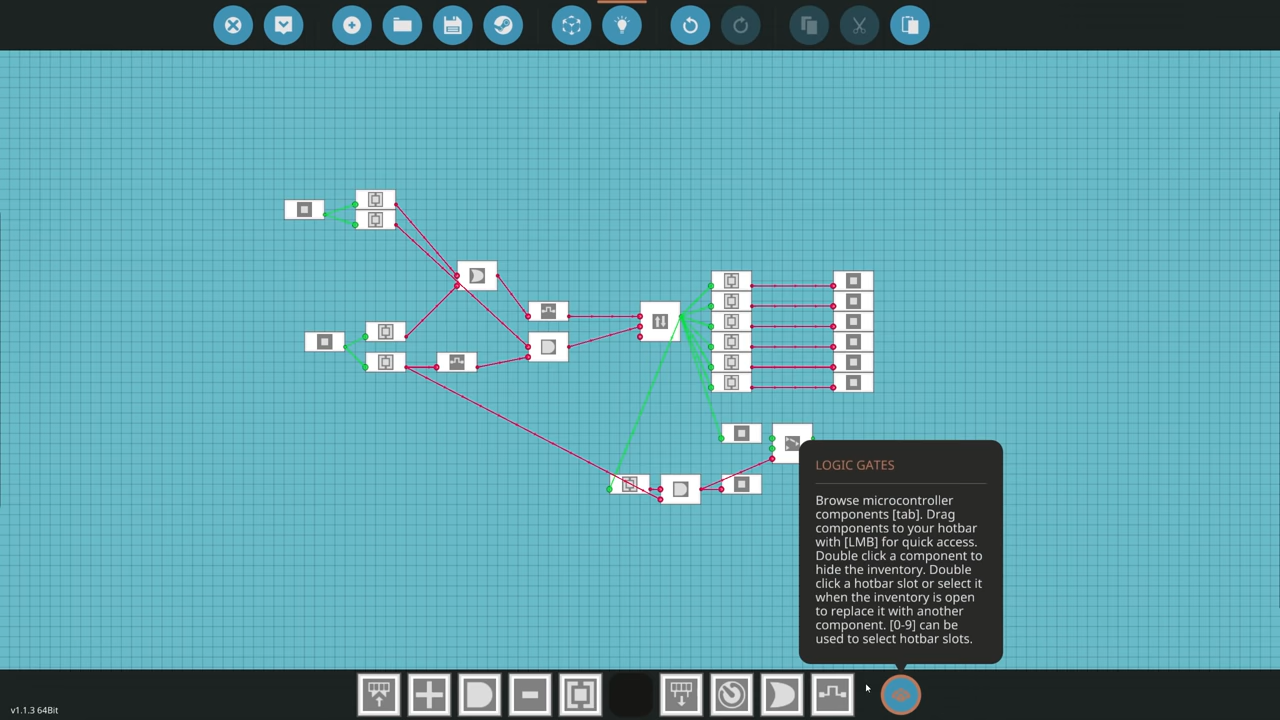 LOGIC GATES
Browse microcontroller
components [tab]. Drag
components to your hotbar
with [LMB] for quick access.
Double click a component to
hide the inventory. Double
click a hotbar slot or select it
when the inventory is open
to replace it with another
component. [0-9] can be
used to select hotbar slots.
v1.1.3 64Bit